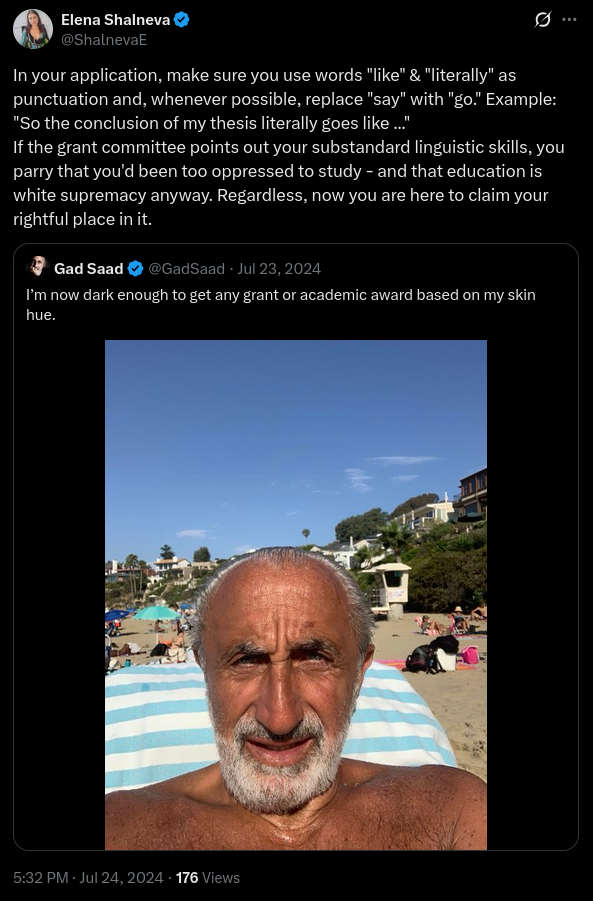 Elena Shalneva
@ShalnevaE
In your application, make sure you use words "like" & "literally" as
punctuation and, whenever possible, replace "say" with "go." Example:
"So the conclusion of my thesis literally goes like ..."
If the grant committee points out your substandard linguistic skills, you
parry that you'd been too oppressed to study - and that education is
white supremacy anyway. Regardless, now you are here to claim your
rightful place in it.
Gad Saad @GadSaad · Jul 23, 2024
I’m now dark enough to get any grant or academic award based on my skin
hue.
5:32 PM · Jul 24, 2024 · 176 Views